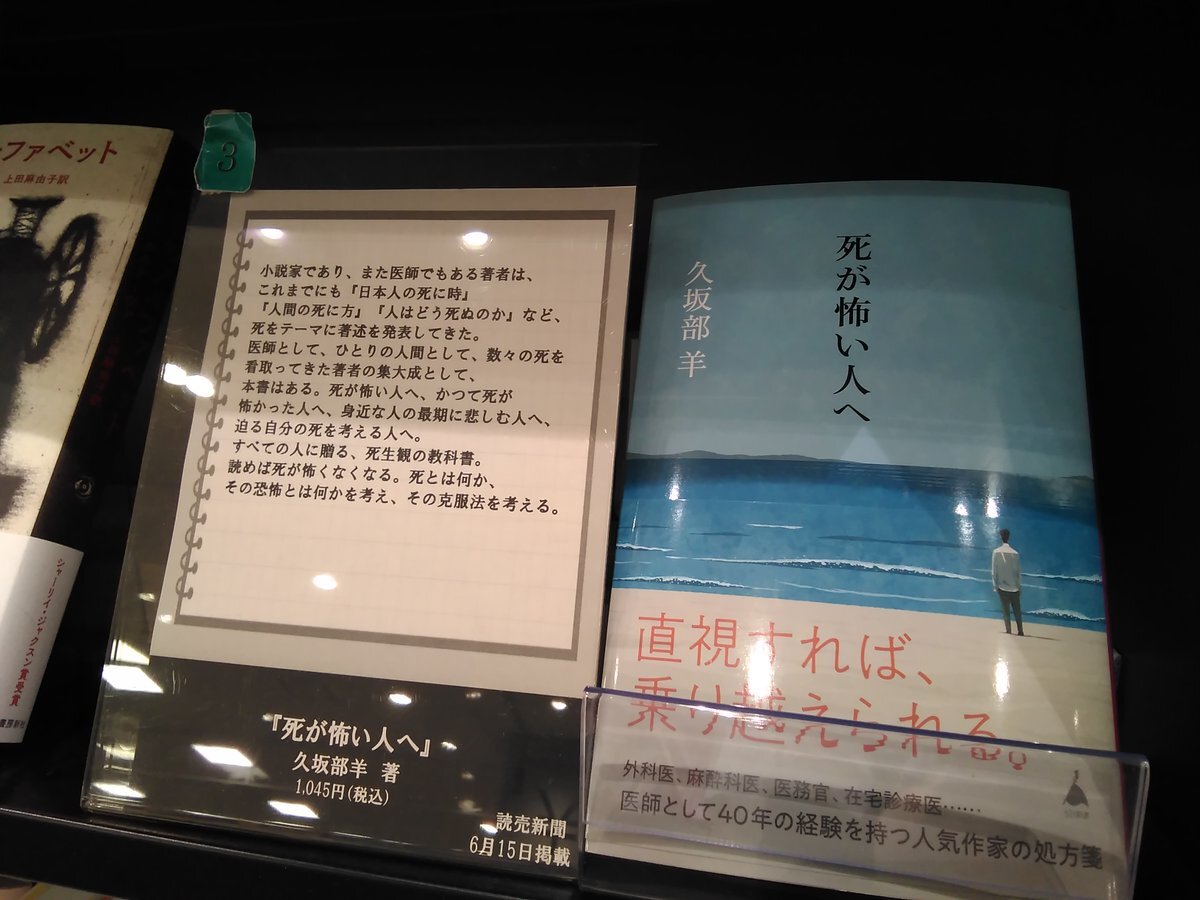 ファベット
上田麻由子訳
シャーリイ・ジャクスン賞受賞
3
小説家であり、また医師でもある著者は、
これまでにも『日本人の死に時』
『人間の死に方』『人はどう死ぬのか』など、
死をテーマに著述を発表してきた。
医師として、ひとりの人間として、数々の死を
看取ってきた著者の集大成として、
本書はある。死が怖い人へ、かつて死が
怖かった人へ、身近な人の最期に悲しむ人へ、
迫る自分の死を考える人へ。
すべての人に贈る、死生観の教科書。
読めば死が怖くなくなる。死とは何か、
その恐怖とは何かを考え、その克服法を考える。
『死が怖い人へ』
久坂部羊 著
1,045円(税込)
読売新聞
6月15日掲載
死が怖い人へ
久坂部 羊
直視すれば、
乗り越えられる。
外科医、麻酔科医、医務官、在宅診療医……
医師として40年の経験を持つ人気作家の処方箋